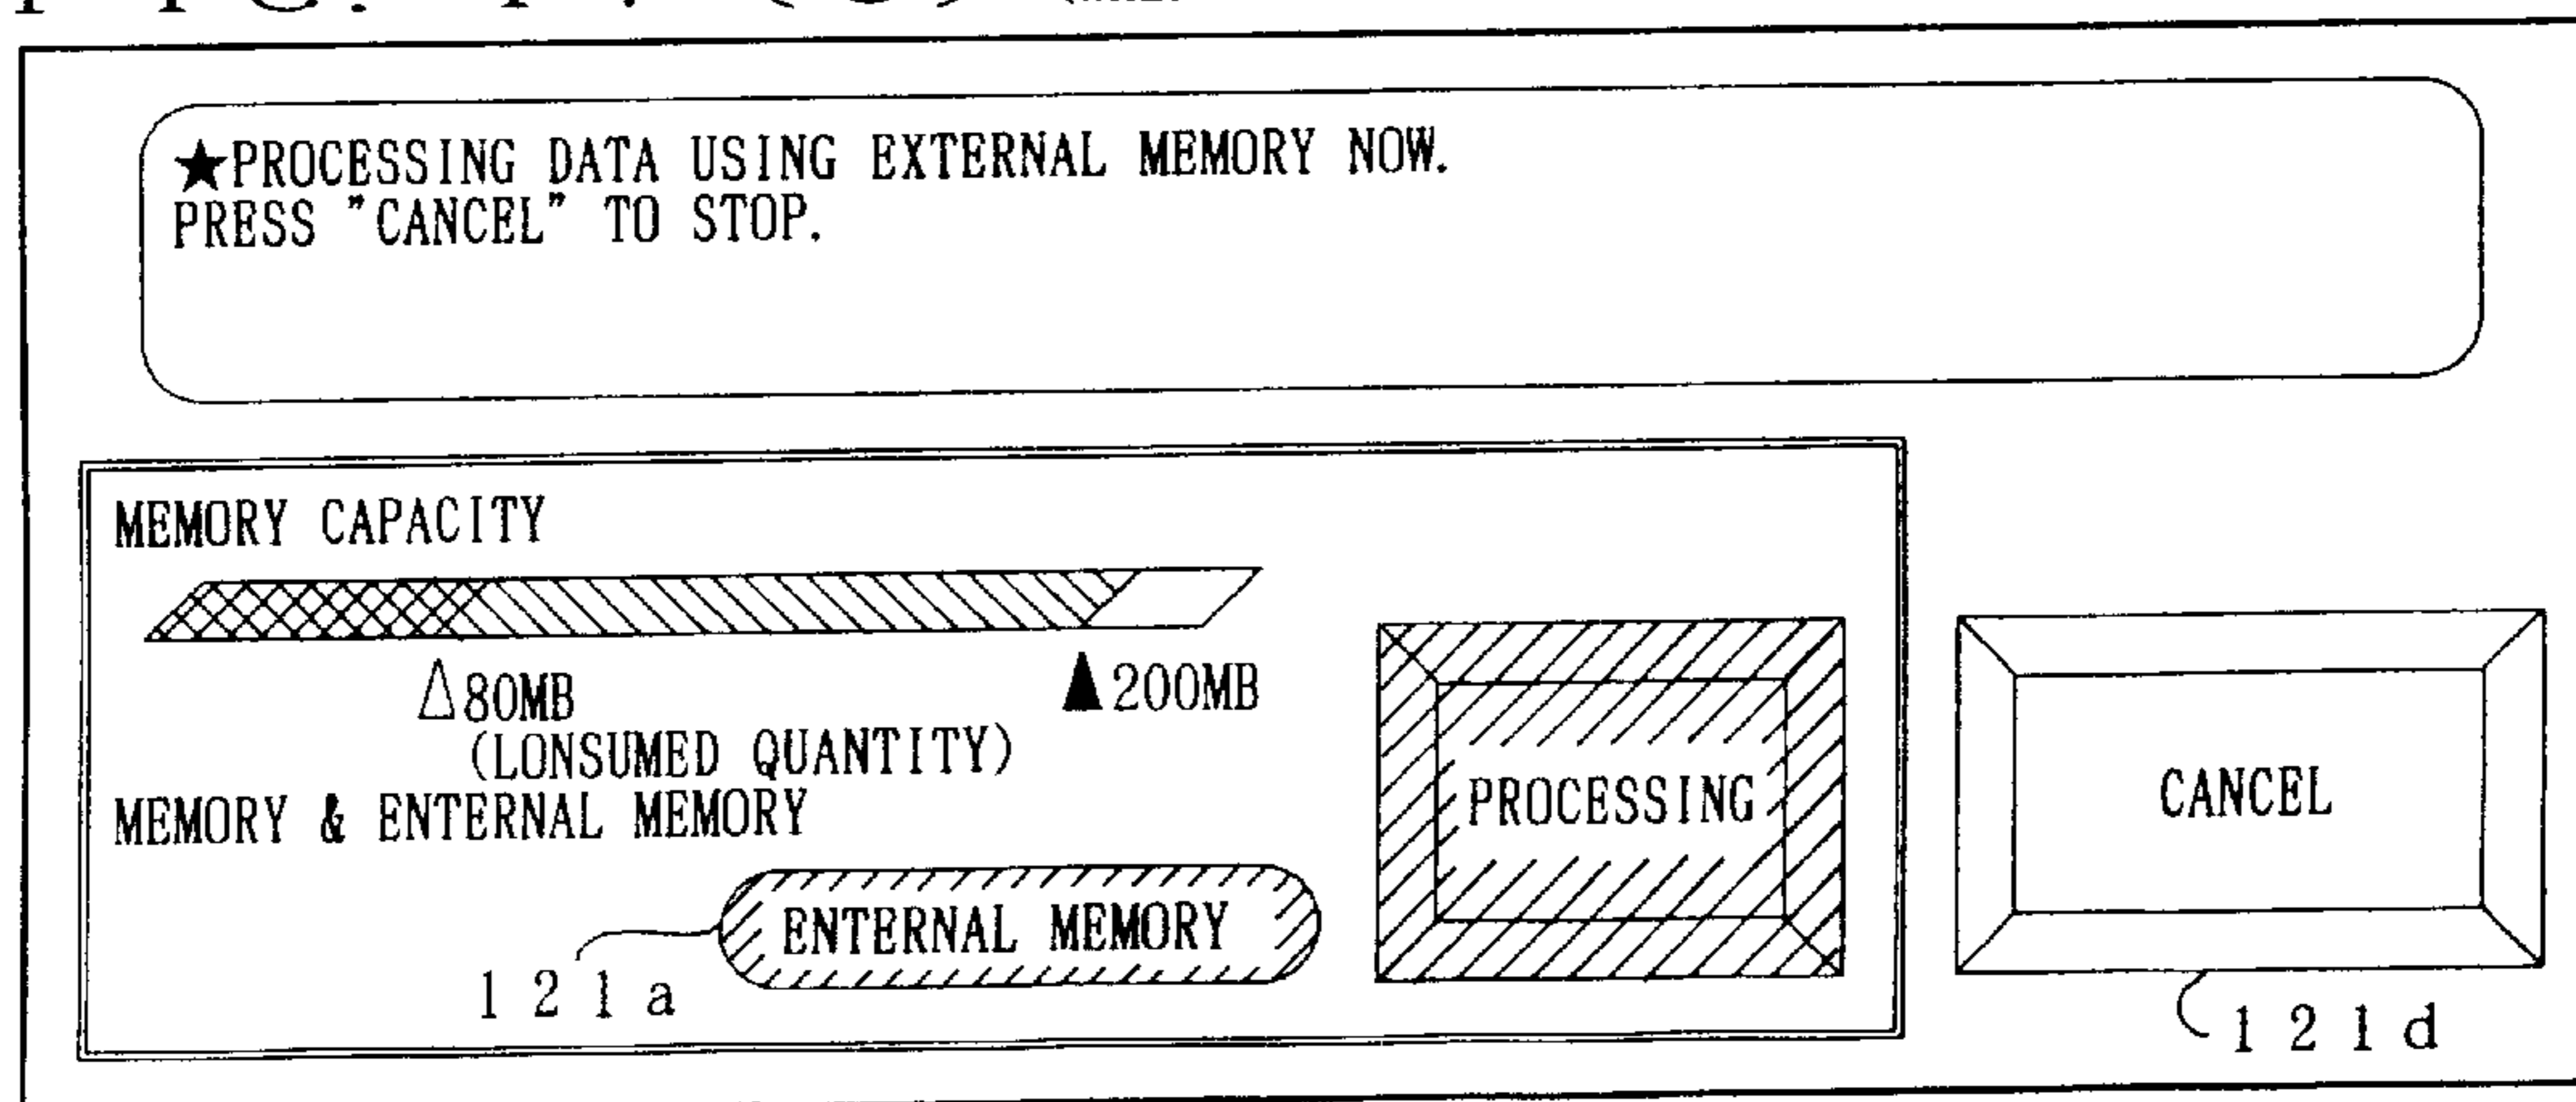 ★PROCESSING DATA USING EXTERNAL MEMORY NOW.
PRESS "CANCEL" TO STOP.
MEMORY CAPACITY
△80MB
▲200MB
(LONSUMED QUANTITY)
MEMORY & ENTERNAL MEMORY
PROCESSING
CANCEL
ENTERNAL MEMORY
121a
121d